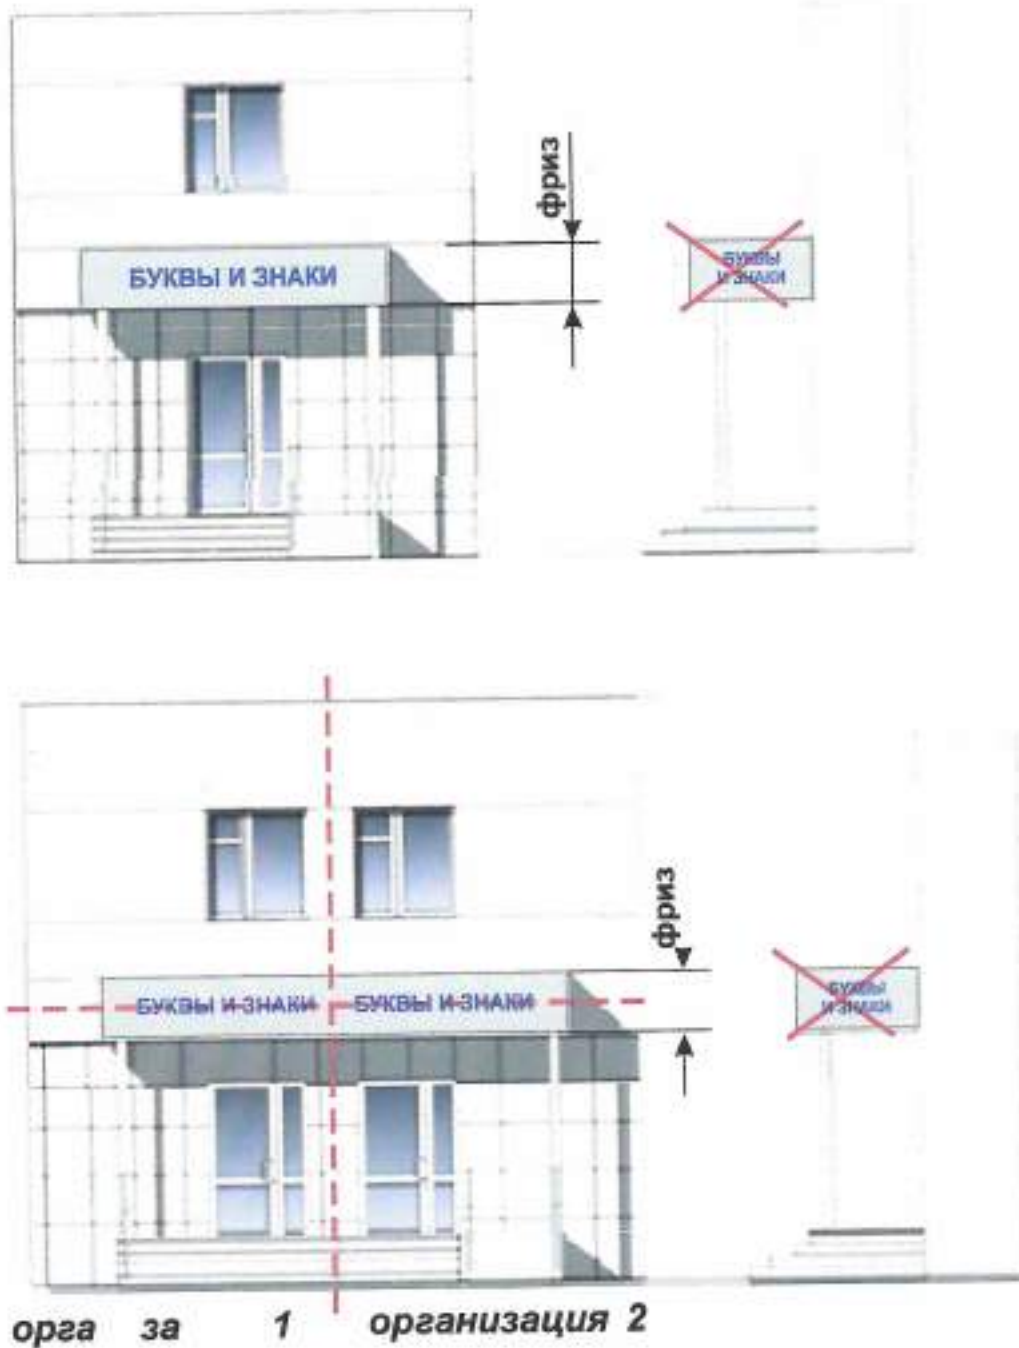 фриз
БУКВЫ И ЗНАКИ
БУКВЫ
И ЗНАКИ
фриз
БУКВЫ И ЗНАКИ БУКВЫ И ЗНАКИ
БУКВЫ
И ЗНАКИ
орга за 1 организация 2